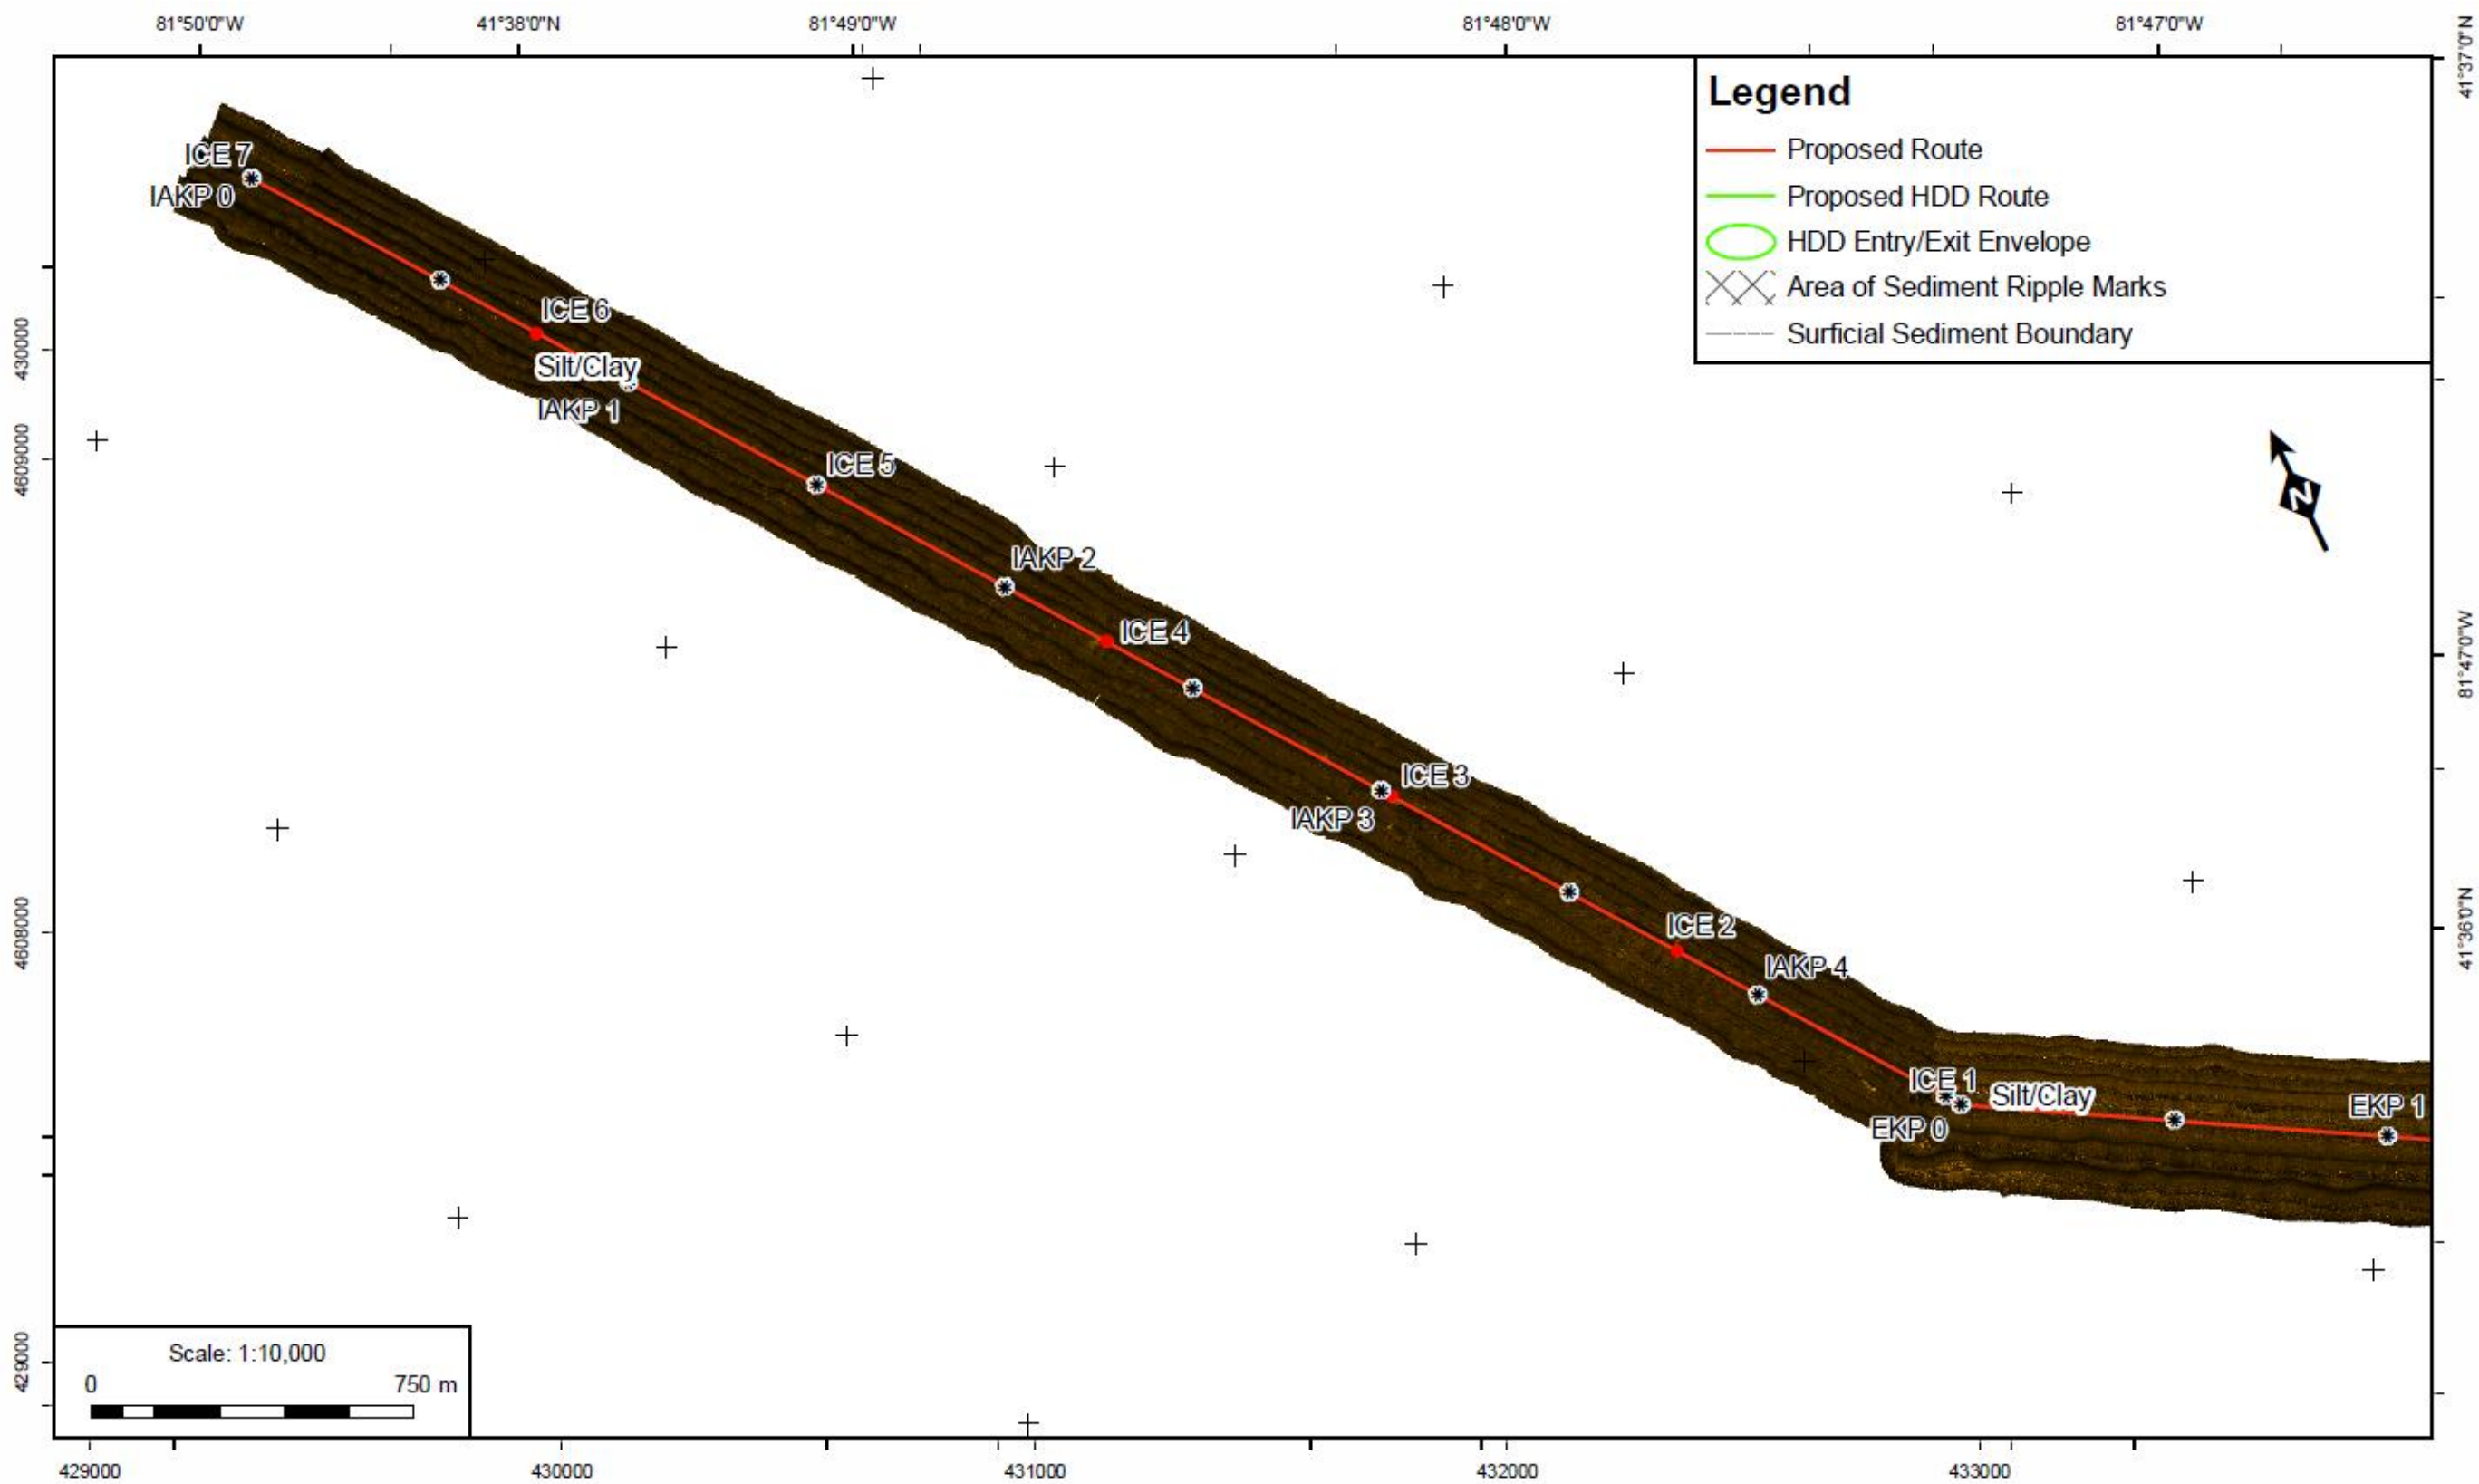 81°50'0"W
41°38'0"N
81°49'0"W
81°48'0"W
81°47'0"W
41°37'0"N
Legend
Proposed Route
Proposed HDD Route
HDD Entry/Exit Envelope
Area of Sediment Ripple Marks
Surficial Sediment Boundary
ICE 7
IAKP 0
ICE 6
Silt/Clay
IAKP 1
ICE 5
IAKP 2
ICE 4
ICE 3
IAKP 3
ICE 2
IAKP 4
ICE 1
Silt/Clay
EKP 0
EKP 1
N
430000
4609000
4608000
429000
81°47'0"W
41°36'0"N
Scale: 1:10,000
0 750 m
429000
430000
431000
432000
433000